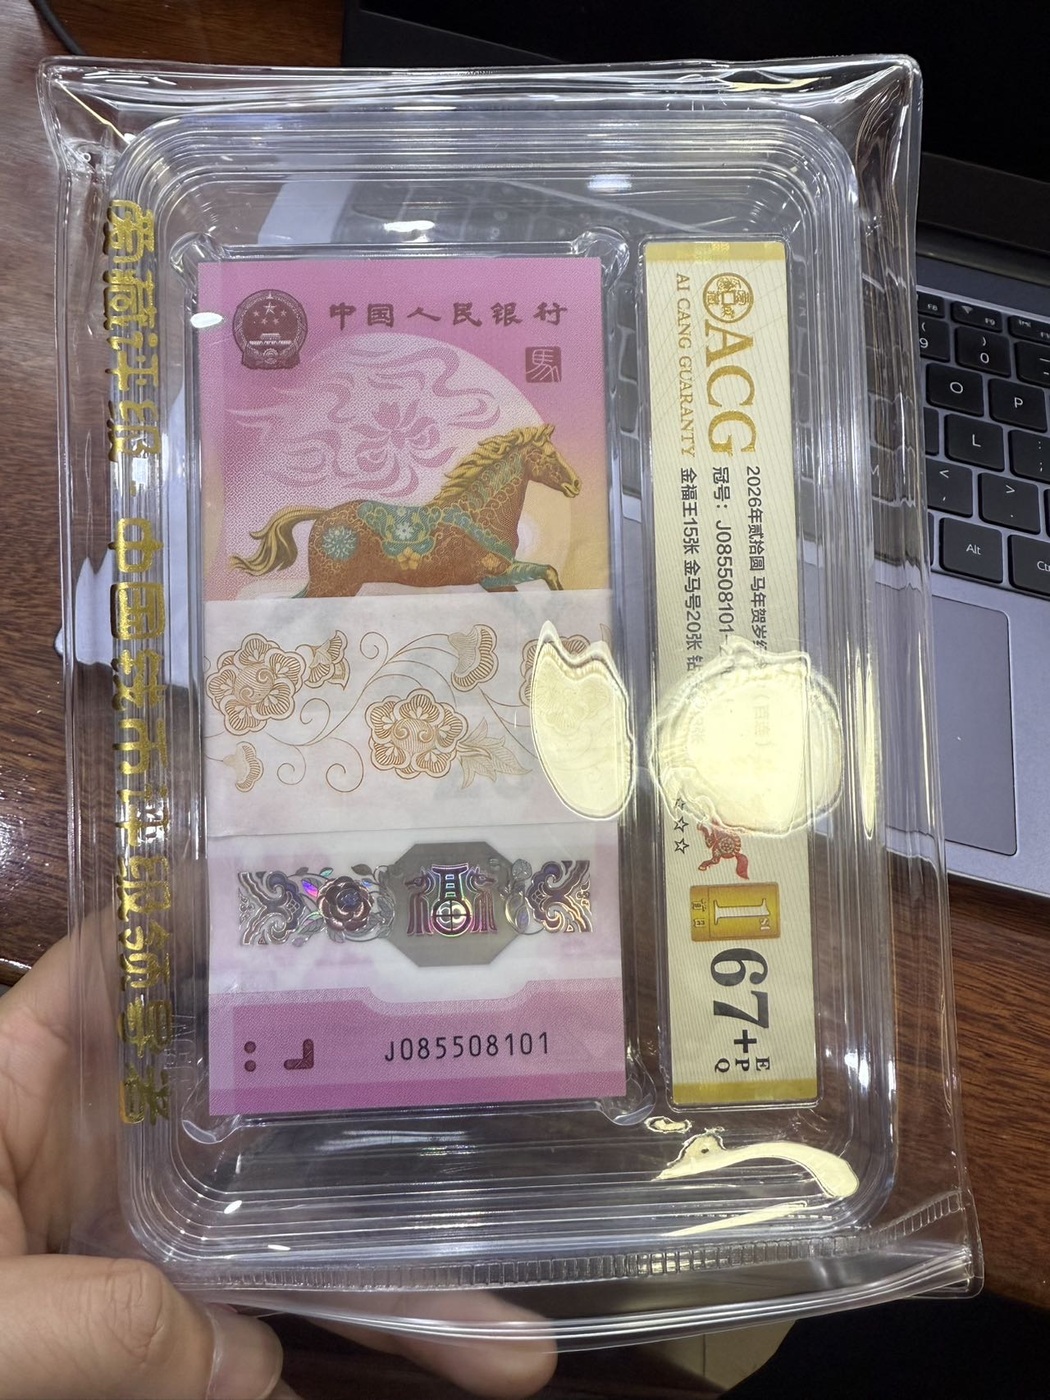 爱藏评级 - 中国纸币评级领导者
中国人民银行
馬
J085508101
ACG
AI CANG GUARANTY
2026年贰拾圆 马年贺岁
冠号：J085508101
金福王15张 金马号20张 钻
☆
☆
67+
EPQ